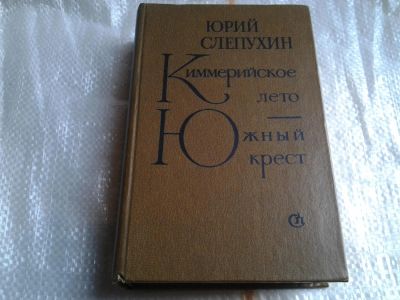 ЮРИЙ
СЛЕПУХИН
Киммерийское
лето
Южный
крест